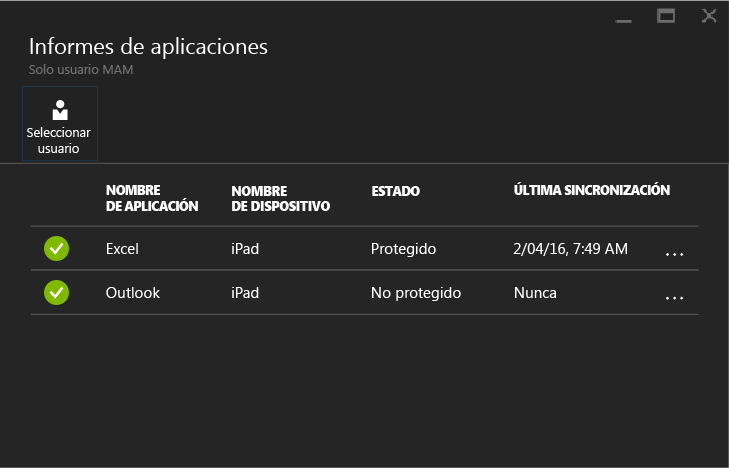 Informes de aplicaciones
Solo usuario MAM
Seleccionar
usuario
NOMBRE
DE APLICACIÓN
NOMBRE
DE DISPOSITIVO
ESTADO
ÚLTIMA SINCRONIZACIÓN
Excel iPad Protegido 2/04/16, 7:49 AM ...
Outlook iPad No protegido Nunca ...